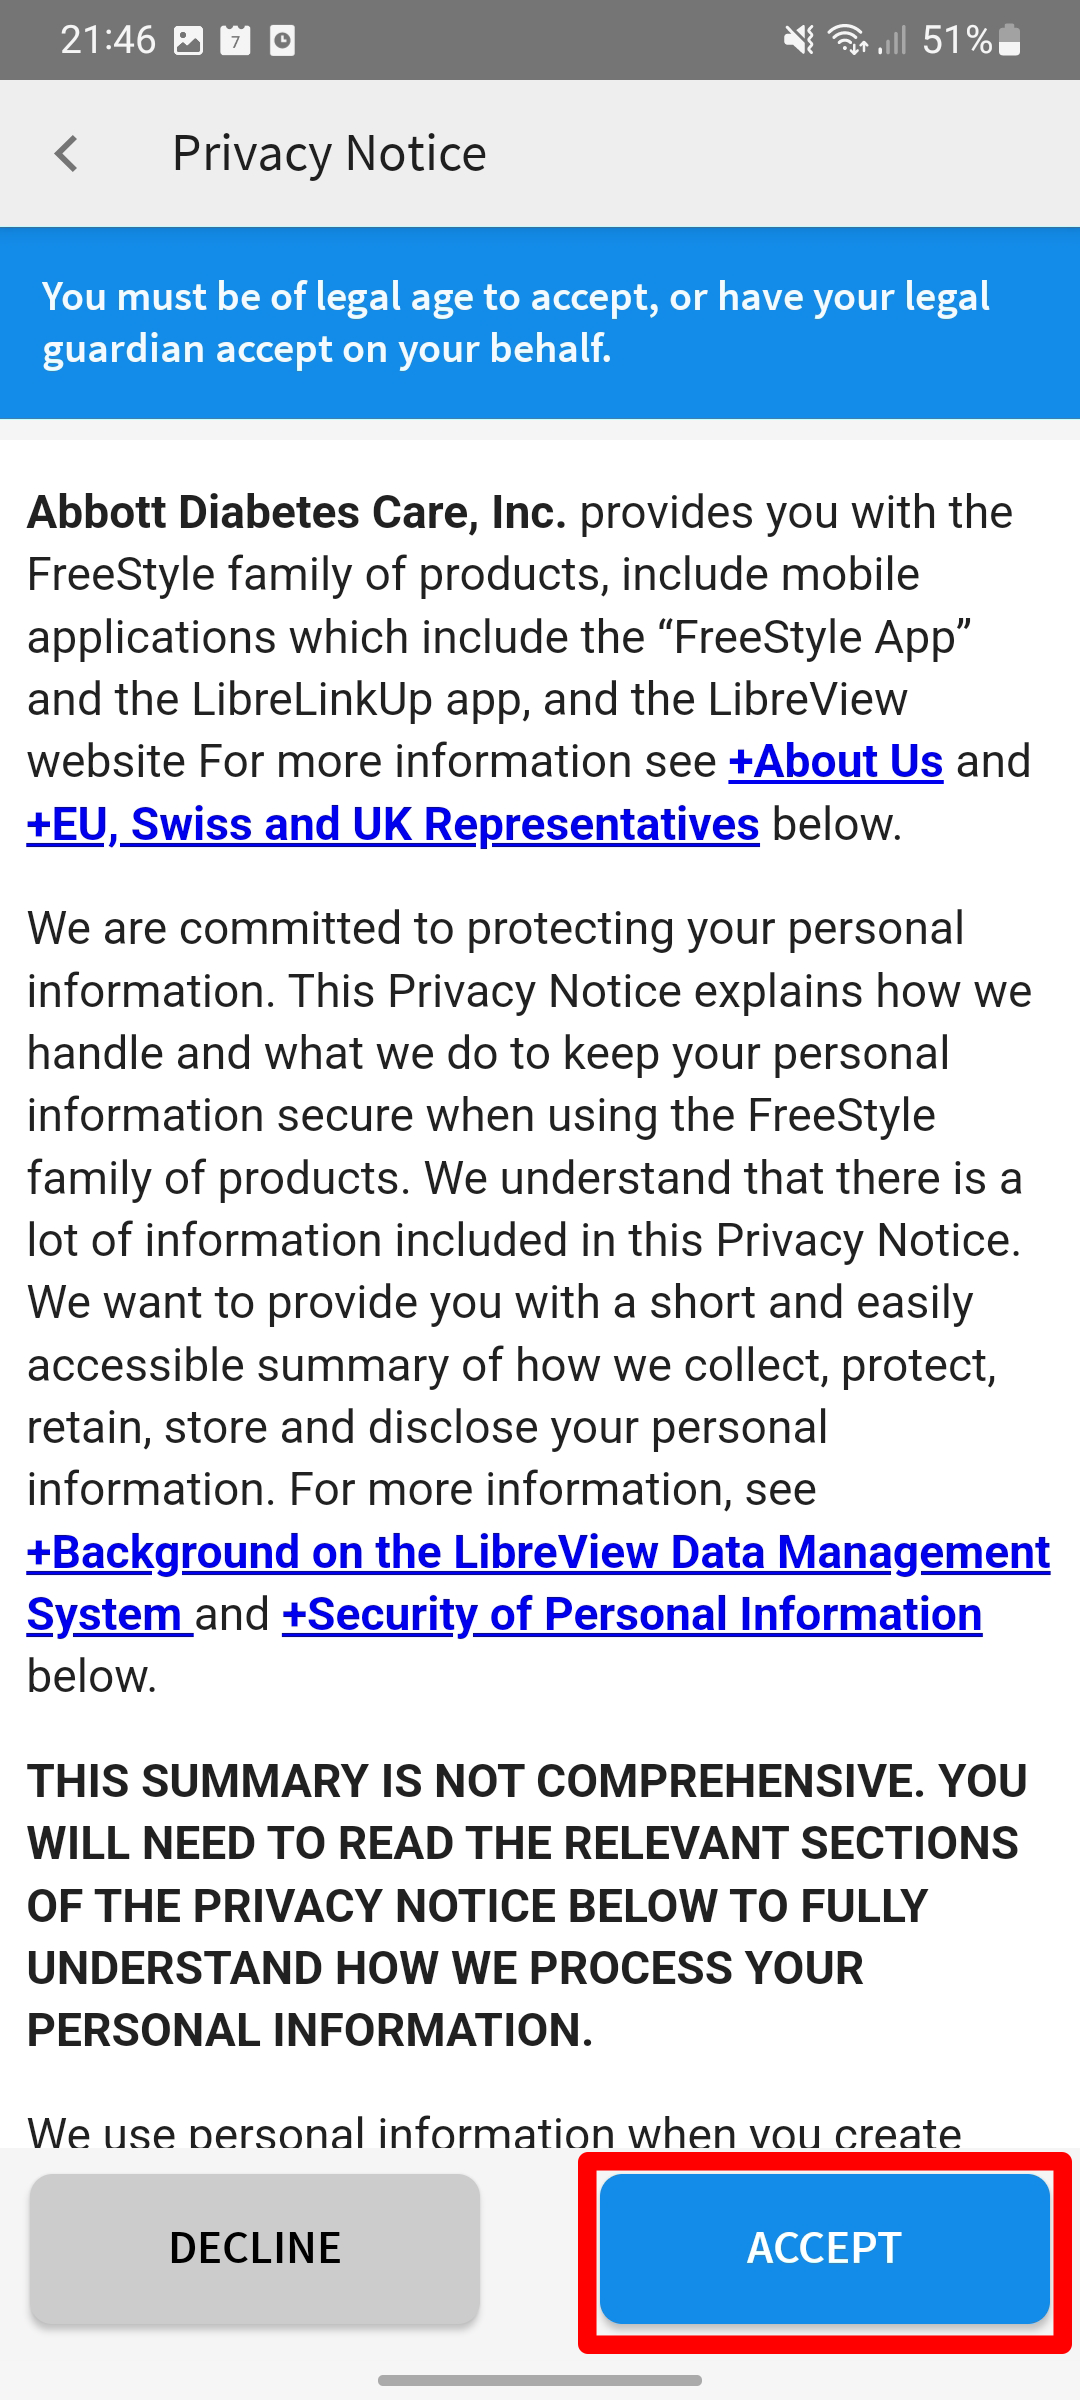 21:46 7 51%
Privacy Notice
You must be of legal age to accept, or have your legal
guardian accept on your behalf.
Abbott Diabetes Care, Inc. provides you with the
FreeStyle family of products, include mobile
applications which include the “FreeStyle App”
and the LibreLinkUp app, and the LibreView
website For more information see +About Us and
+EU, Swiss and UK Representatives below.
We are committed to protecting your personal
information. This Privacy Notice explains how we
handle and what we do to keep your personal
information secure when using the FreeStyle
family of products. We understand that there is a
lot of information included in this Privacy Notice.
We want to provide you with a short and easily
accessible summary of how we collect, protect,
retain, store and disclose your personal
information. For more information, see
+Background on the LibreView Data Management
System and +Security of Personal Information
below.
THIS SUMMARY IS NOT COMPREHENSIVE. YOU
WILL NEED TO READ THE RELEVANT SECTIONS
OF THE PRIVACY NOTICE BELOW TO FULLY
UNDERSTAND HOW WE PROCESS YOUR
PERSONAL INFORMATION.
We use personal information when you create
DECLINE ACCEPT